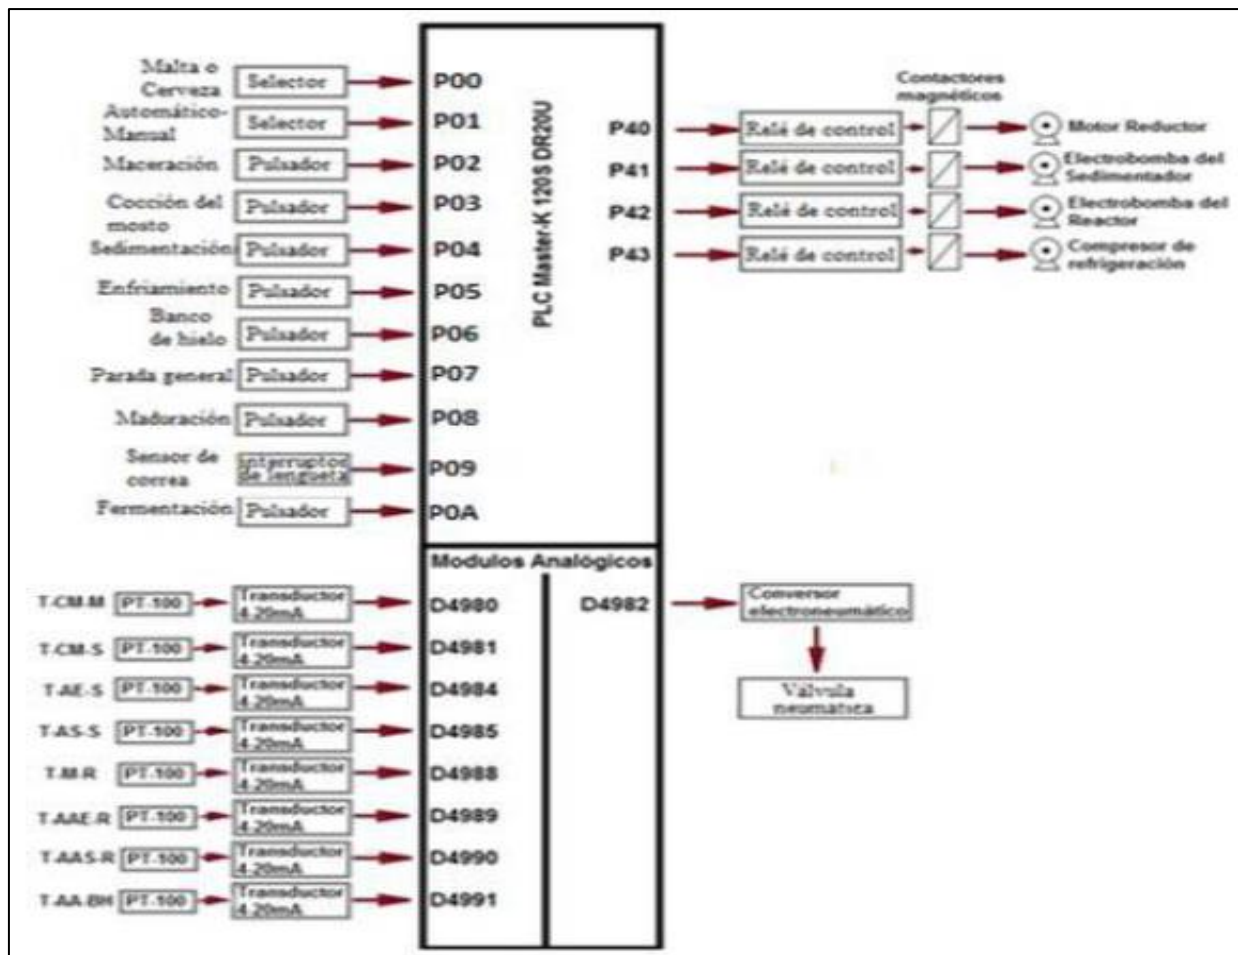 Malta o
Cerveza
Selector
P00
Automático-
Manual
Selector
P01
Maceración
Pulsador
P02
Cocción del
mosto
Pulsador
P03
Sedimentación
Pulsador
P04
Enfriamiento
Pulsador
P05
Banco
de hielo
Pulsador
P06
Parada general
Pulsador
P07
Maduración
Pulsador
P08
Sensor de
correa
interruptor
de lengueta
P09
Fermentación
Pulsador
P0A
PLC Master-K 120S DR20U
Contactores
magnéticos
P40
Relé de control
Motor Reductor
P41
Relé de control
Electrobomba del
Sedimentador
P42
Relé de control
Electrobomba del
Reactor
P43
Relé de control
Compresor de
refrigeración
Modulos Analógicos
T-CM-M
PT-100
Transductor
4-20mA
D4980
T-CM-S
PT-100
Transductor
4-20mA
D4981
T-AE-S
PT-100
Transductor
4-20mA
D4984
T-AS-S
PT-100
Transductor
4-20mA
D4985
T-M-R
PT-100
Transductor
4-20mA
D4988
T-AAE-R
PT-100
Transductor
4-20mA
D4989
T-AAS-R
PT-100
Transductor
4-20mA
D4990
T-AA-BH
PT-100
Transductor
4-20mA
D4991
D4982
Conversor
electroneumático
Válvula
neumática